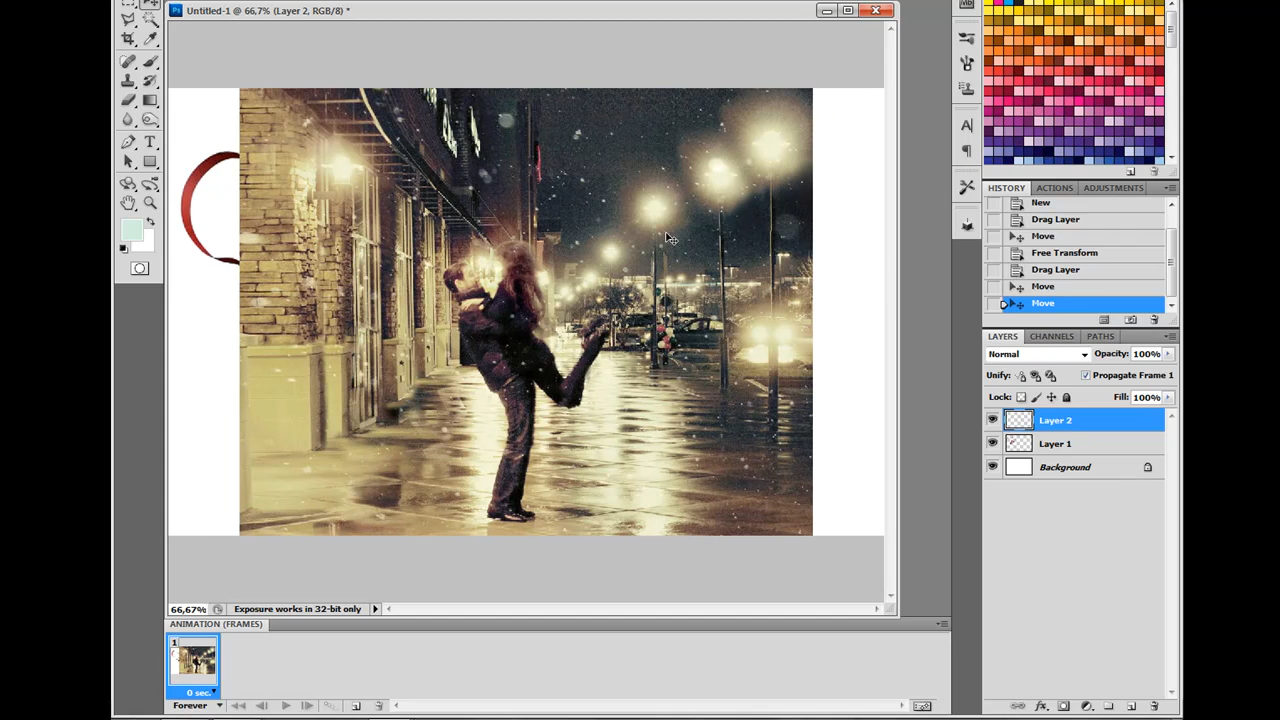 Untitled-1 @ 66,7% (Layer 2, RGB/8) *
HISTORY ACTIONS ADJUSTMENTS
New
Drag Layer
Move
Free Transform
Drag Layer
Move
Move
LAYERS CHANNELS PATHS
Normal Opacity: 100%
Unify: Propagate Frame 1
Lock: Fill: 100%
Layer 2
Layer 1
Background
66,67% Exposure works in 32-bit only
ANIMATION (FRAMES)
1
0 sec.
Forever